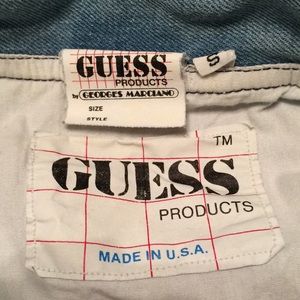 GUESS
PRODUCTS
by GEORGES MARCIANO
SIZE
STYLE
S
TM
GUESS
PRODUCTS
MADE IN U.S.A.